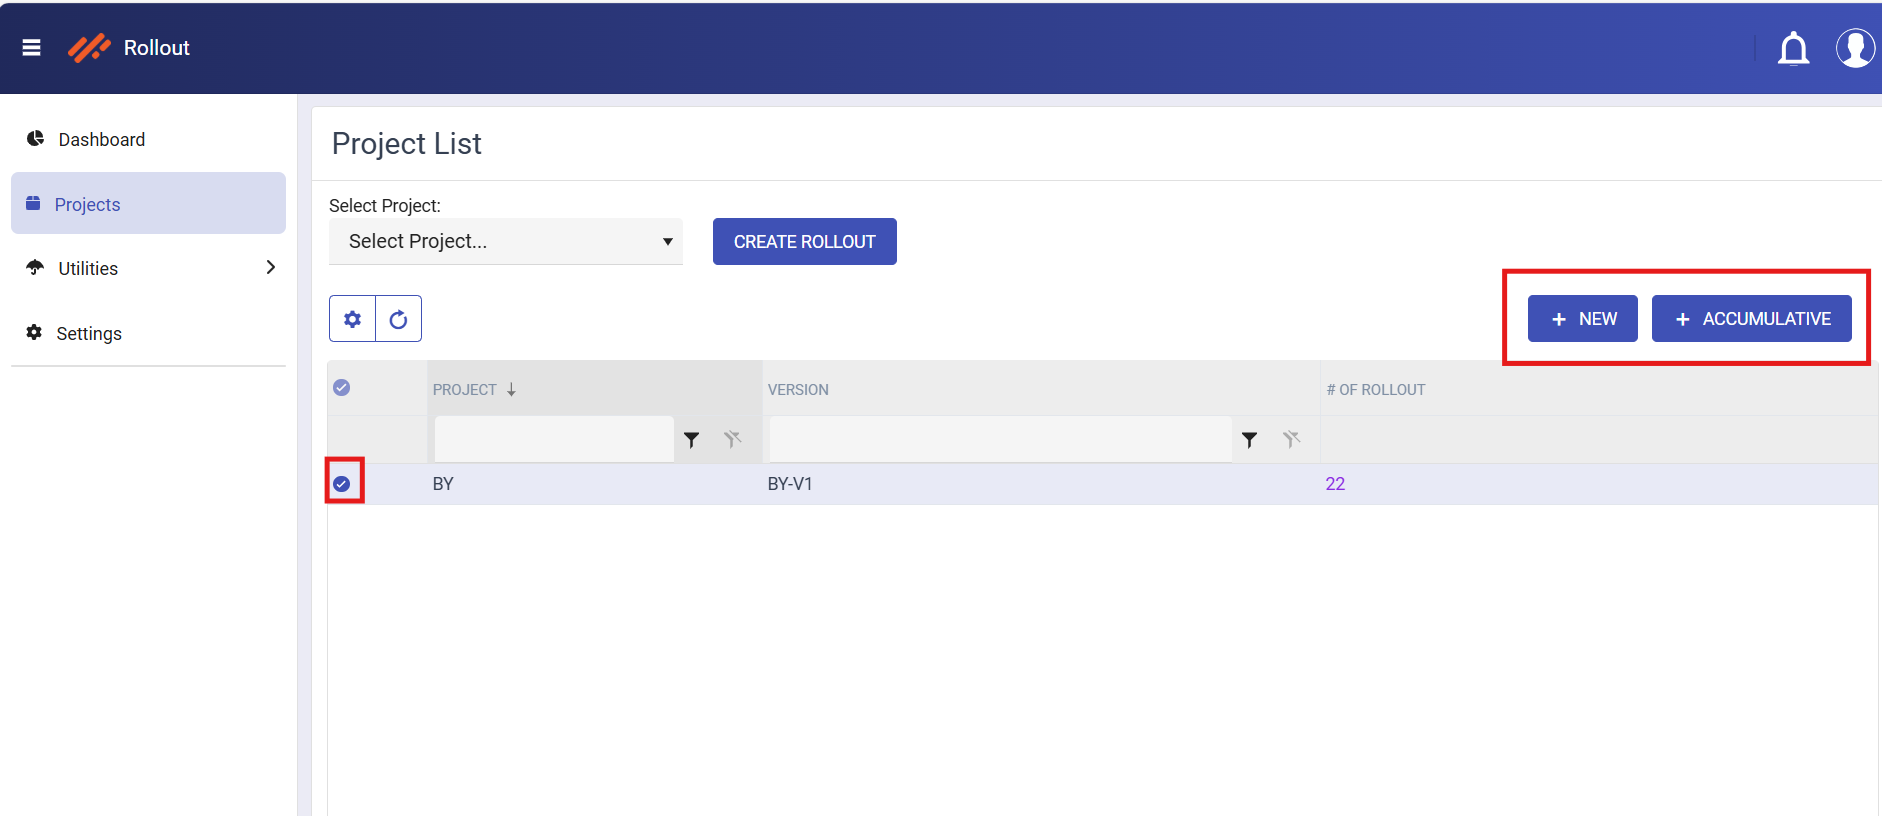 Rollout
Dashboard
Projects
Utilities
Settings
Project List
Select Project:
Select Project...
CREATE ROLLOUT
+ NEW
+ ACCUMULATIVE
PROJECT ↓ VERSION # OF ROLLOUT
BY BY-V1 22